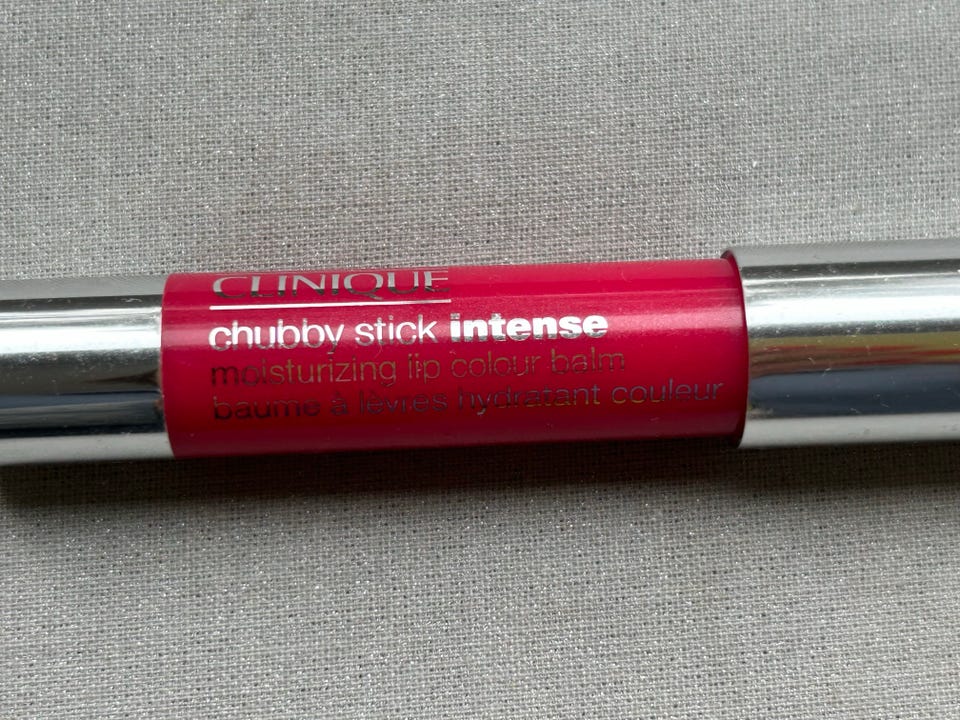 CLINIQUE
chubby stick intense
moisturizing lip colour balm
baume à lèvres hydratant couleur